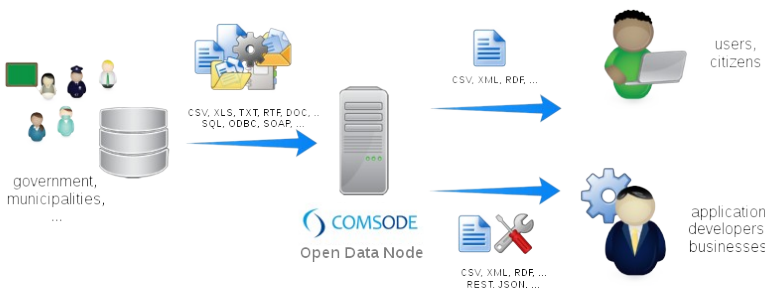 CSV, XLS, TXT, RTF, DOC, ..
SQL, ODBC, SOAP, ...
government,
municipalities,
...
COMSODE
Open Data Node
CSV, XML, RDF, ...
users,
citizens
CSV, XML, RDF, ...
REST, JSON, ...
application
developers
businesses